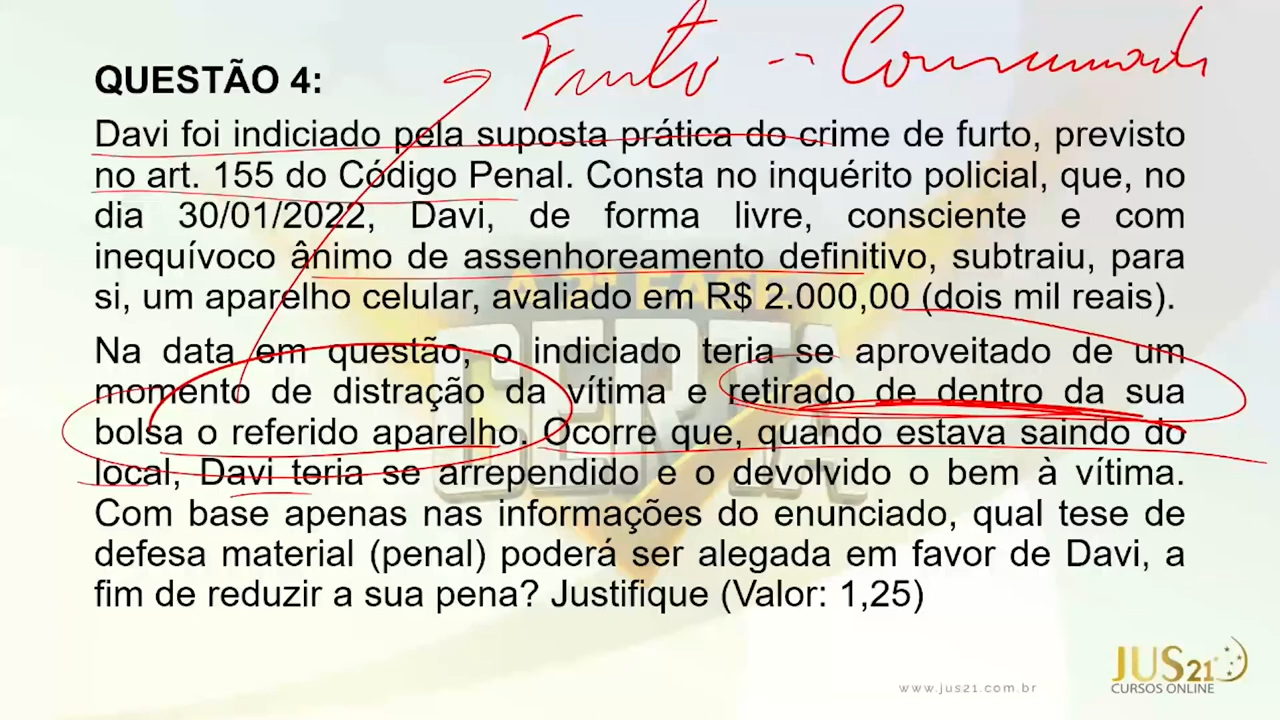 Furto -- Consumado
QUESTÃO 4:
Davi foi indiciado pela suposta prática do crime de furto, previsto
no art. 155 do Código Penal. Consta no inquérito policial, que, no
dia 30/01/2022, Davi, de forma livre, consciente e com
inequívoco ânimo de assenhoreamento definitivo, subtraiu, para
si, um aparelho celular, avaliado em R$ 2.000,00 (dois mil reais).
Na data em questão, o indiciado teria se aproveitado de um
momento de distração da vítima e retirado de dentro da sua
bolsa o referido aparelho. Ocorre que, quando estava saindo do
local, Davi teria se arrependido e o devolvido o bem à vítima.
Com base apenas nas informações do enunciado, qual tese de
defesa material (penal) poderá ser alegada em favor de Davi, a
fim de reduzir a sua pena? Justifique (Valor: 1,25)
JUS21
CURSOS ONLINE
www.jus21.com.br